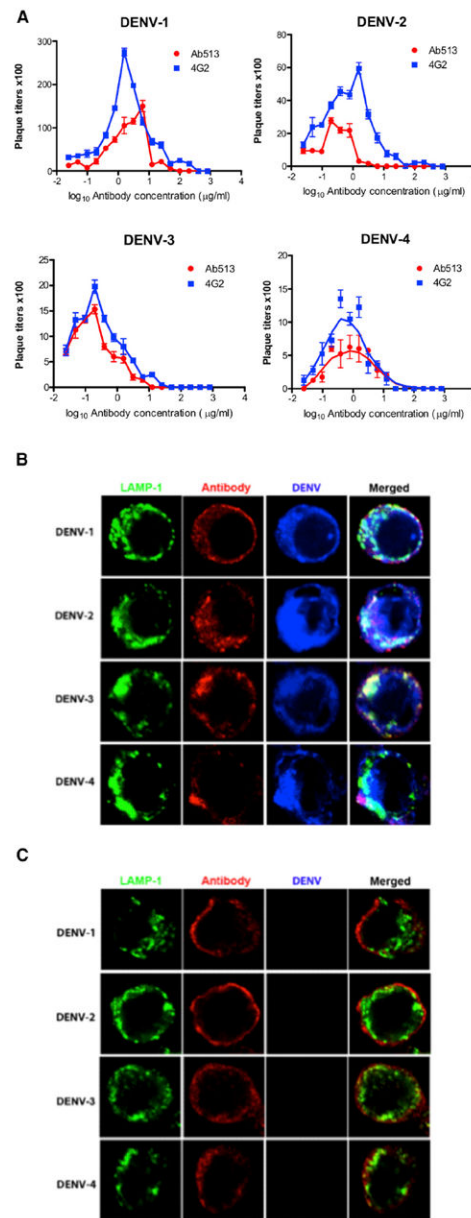 A
DENV-1
Plaque titers x100
300
200
100
0
-2 -1 0 1 2 3
log10 Antibody concentration (μg/ml)
Ab513
4G2
DENV-2
Plaque titers x100
80
60
40
20
0
-2 -1 0 1 2 3
log10 Antibody concentration (μg/ml)
Ab513
4G2
DENV-3
Plaque titers x100
25
20
15
10
5
0
-2 -1 0 1 2 3
log10 Antibody concentration (μg/ml)
Ab513
4G2
DENV-4
Plaque titers x100
20
15
10
5
0
-2 -1 0 1 2 3
log10 Antibody concentration (μg/ml)
Ab513
4G2
B
LAMP-1 Antibody DENV Merged
DENV-1
DENV-2
DENV-3
DENV-4
C
LAMP-1 Antibody DENV Merged
DENV-1
DENV-2
DENV-3
DENV-4